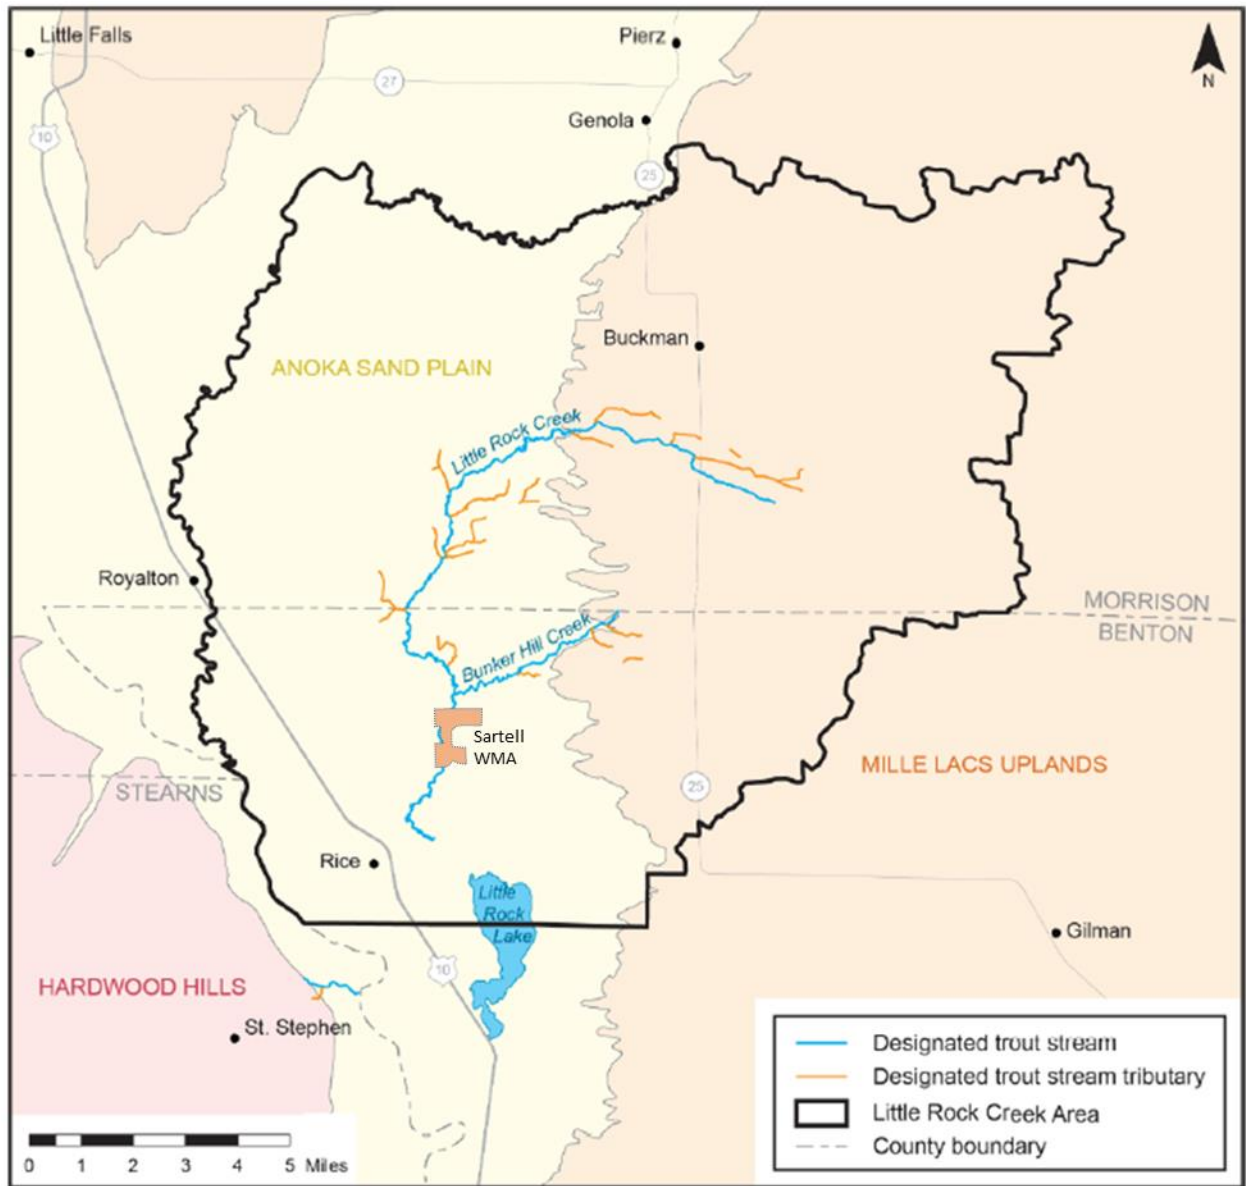 Little Falls
Pierz
N
27
10
Genola
25
Buckman
ANOKA SAND PLAIN
Little Rock Creek
Royalton
MORRISON
BENTON
Bunker Hill Creek
Sartell
WMA
MILLE LACS UPLANDS
STEARNS
25
Rice
Little
Rock
Lake
Gilman
10
HARDWOOD HILLS
St. Stephen
Designated trout stream
Designated trout stream tributary
Little Rock Creek Area
County boundary
0 1 2 3 4 5 Miles